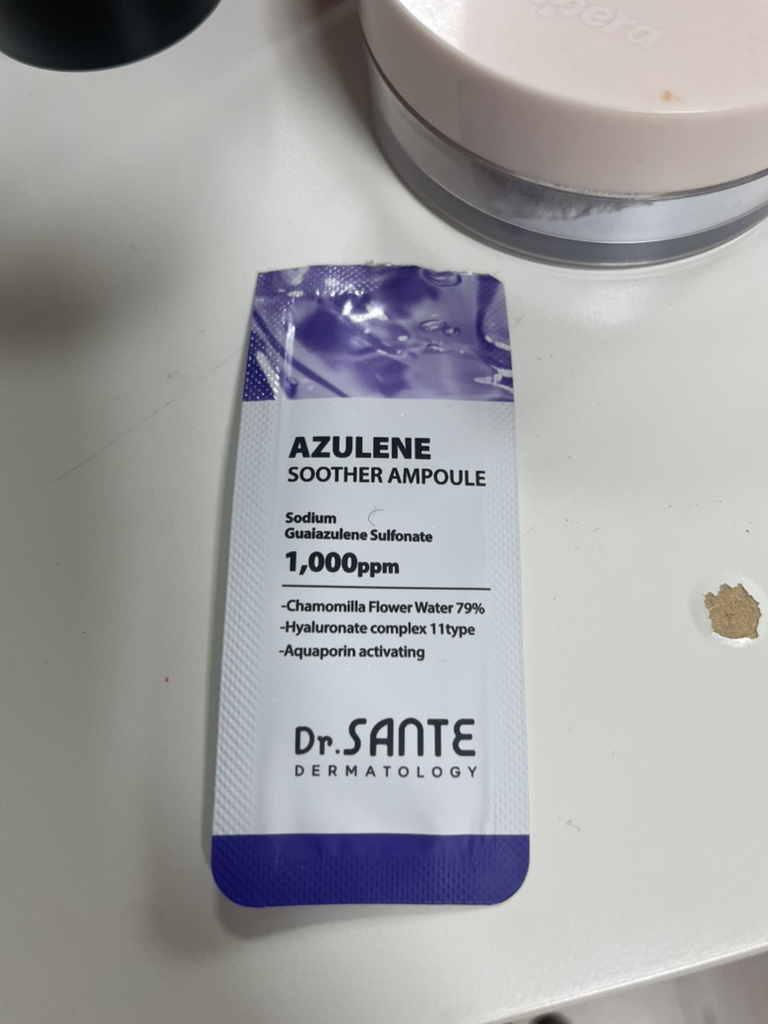 AZULENE
SOOTHER AMPOULE
Sodium
Guaiazulene Sulfonate
1,000ppm
-Chamomilla Flower Water 79%
-Hyaluronate complex 11type
-Aquaporin activating
Dr.SANTE
DERMATOLOGY